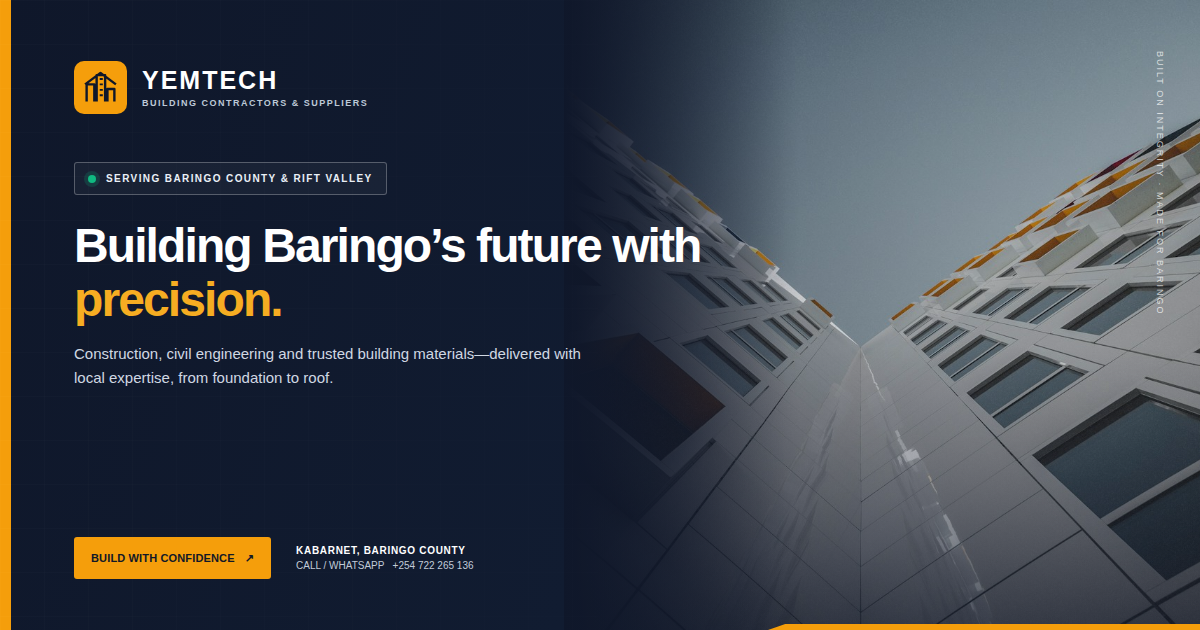 YEMTECH
BUILDING CONTRACTORS & SUPPLIERS
SERVING BARINGO COUNTY & RIFT VALLEY
Building Baringo’s future with
precision.
Construction, civil engineering and trusted building materials—delivered with
local expertise, from foundation to roof.
BUILD WITH CONFIDENCE ↗
KABARNET, BARINGO COUNTY
CALL / WHATSAPP +254 722 265 136
BUILT ON INTEGRITY · MADE FOR BARINGO